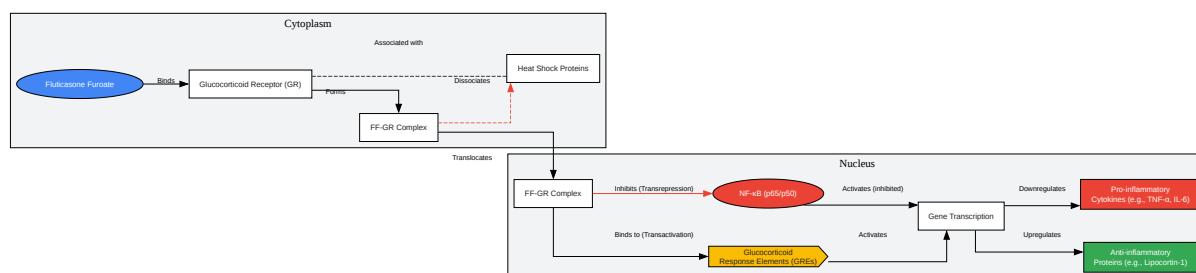 Cytoplasm
Associated with
Heat Shock Proteins
Fluticasone Furoate
Binds
Glucocorticoid Receptor (GR)
Dissociates
Forms
FF-GR Complex
Translocates
Nucleus
FF-GR Complex
Inhibits (Transrepression)
NF-κB (p65/p50)
Activates (inhibited)
Gene Transcription
Downregulates
Pro-inflammatory
Cytokines (e.g., TNF-α, IL-6)
Binds to (Transactivation)
Glucocorticoid
Response Elements (GREs)
Activates
Upregulates
Anti-inflammatory
Proteins (e.g., Lipocortin-1)